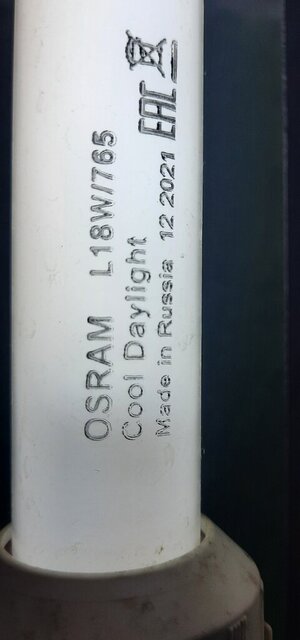 OSRAM L18W/765
Cool Daylight
Made in Russia 12 2021 EAC